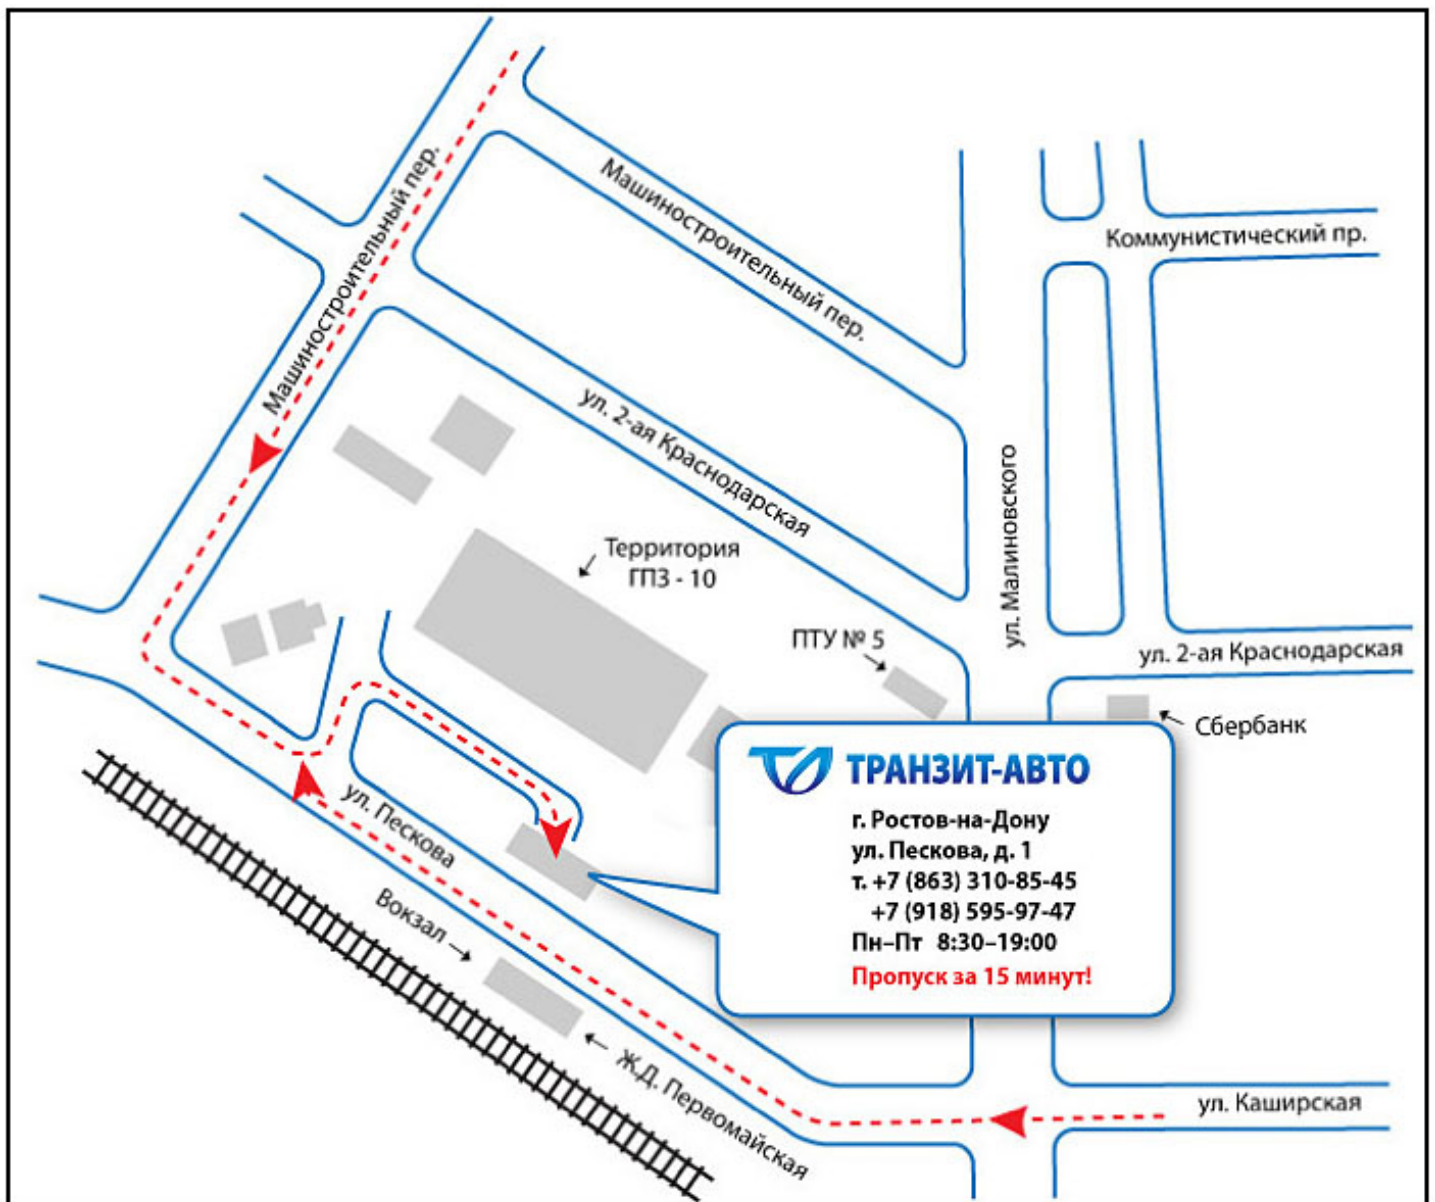 Машиностроительный пер.
Машиностроительный пер.
Коммунистический пр.
ул. 2-ая Краснодарская
ул. Малиновского
Территория
ГПЗ - 10
ПТУ № 5
ул. 2-ая Краснодарская
Сбербанк
ТРАНЗИТ-АВТО
г. Ростов-на-Дону
ул. Пескова, д. 1
т. +7 (863) 310-85-45
+7 (918) 595-97-47
Пн–Пт 8:30–19:00
Пропуск за 15 минут!
ул. Пескова
Вокзал
Ж.Д. Первомайская
ул. Каширская